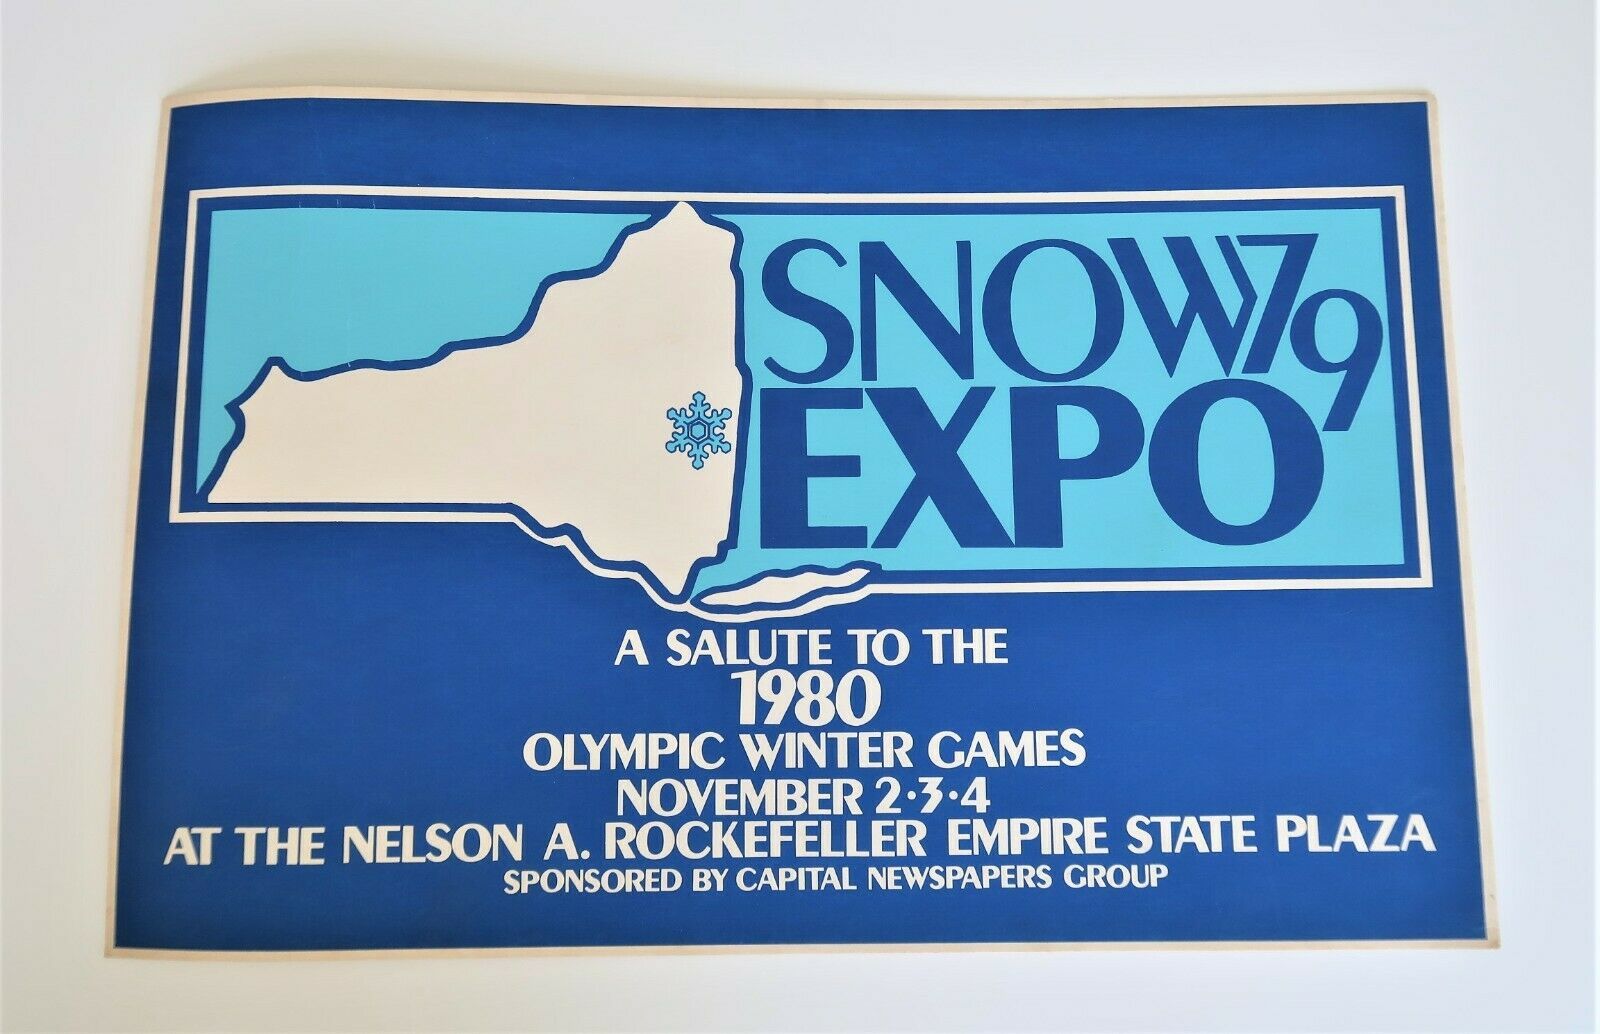 SNOW 79
EXPO
A SALUTE TO THE
1980
OLYMPIC WINTER GAMES
NOVEMBER 2·3·4
AT THE NELSON A. ROCKEFELLER EMPIRE STATE PLAZA
SPONSORED BY CAPITAL NEWSPAPERS GROUP